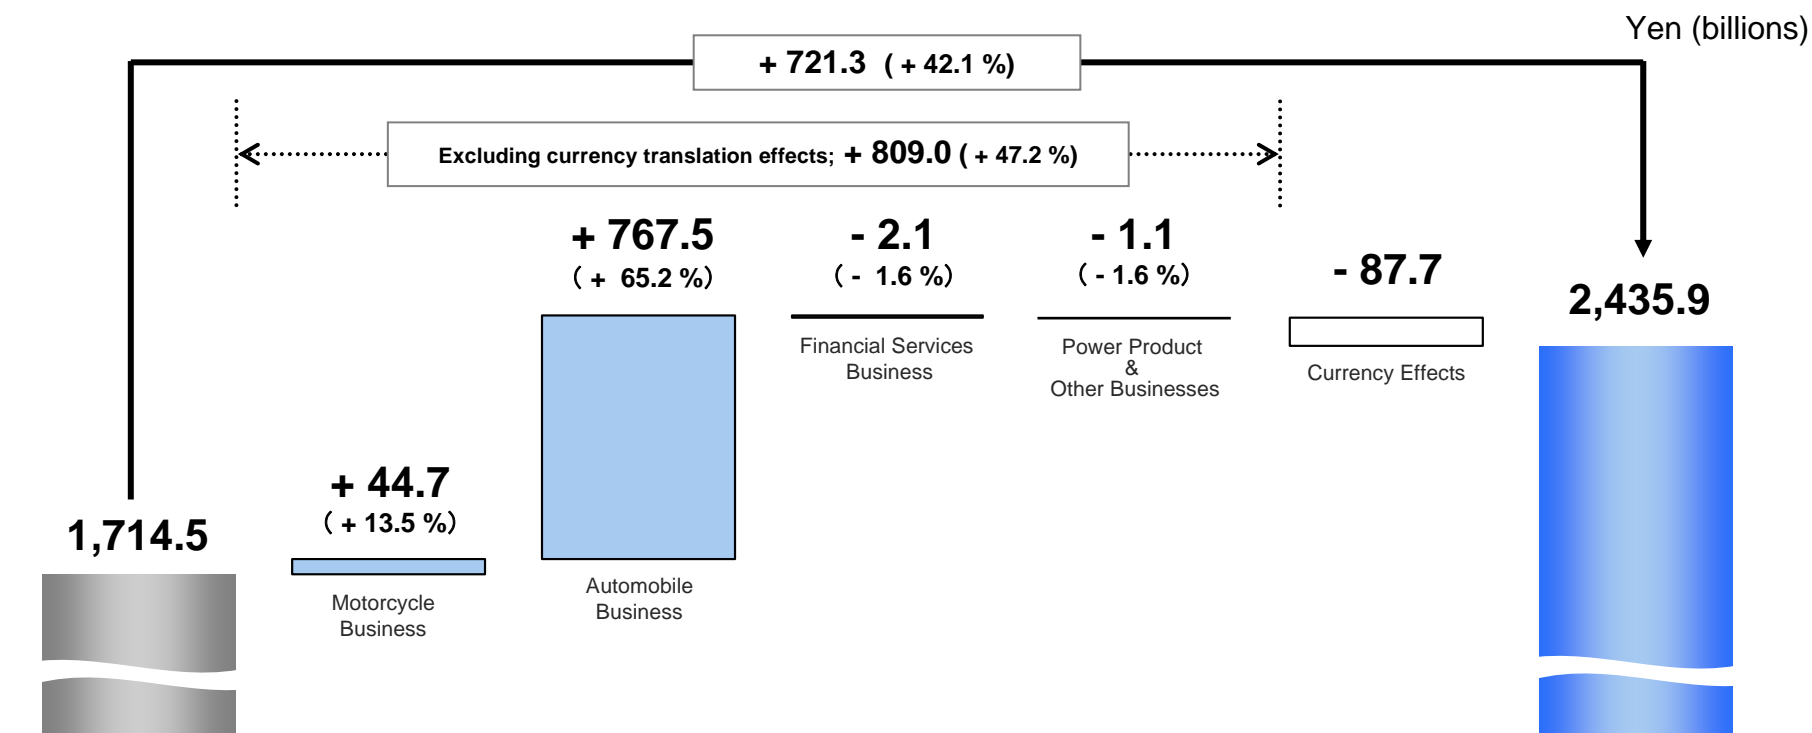 Yen (billions)
+ 721.3 ( + 42.1 %)
Excluding currency translation effects; + 809.0 ( + 47.2 %)
+ 767.5
( + 65.2 %)
- 2.1
( - 1.6 %)
- 1.1
( - 1.6 %)
- 87.7
2,435.9
Financial Services
Business
Power Product
&
Other Businesses
Currency Effects
+ 44.7
( + 13.5 %)
1,714.5
Motorcycle
Business
Automobile
Business